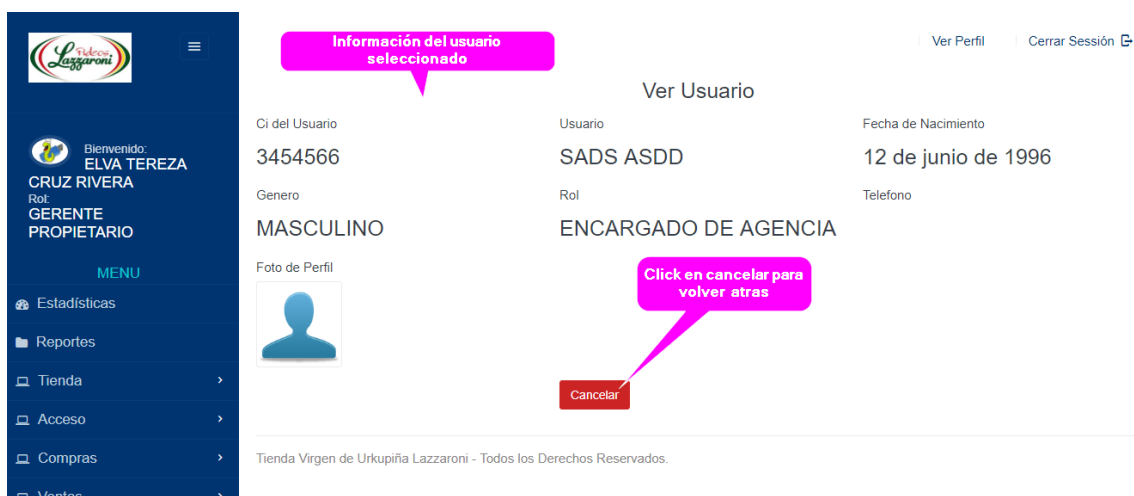 Fideos
Lazzaroni
Información del usuario
seleccionado
Ver Perfil
Cerrar Sessión
Ver Usuario
Bienvenido:
ELVA TEREZA
CRUZ RIVERA
Rol:
GERENTE
PROPIETARIO
MENU
Estadísticas
Reportes
Tienda
Acceso
Compras
Ventas
Ci del Usuario
Usuario
Fecha de Nacimiento
3454566
SADS ASDD
12 de junio de 1996
Genero
Rol
Telefono
MASCULINO
ENCARGADO DE AGENCIA
Foto de Perfil
Click en cancelar para
volver atras
Cancelar
Tienda Virgen de Urkupiña Lazzaroni - Todos los Derechos Reservados.